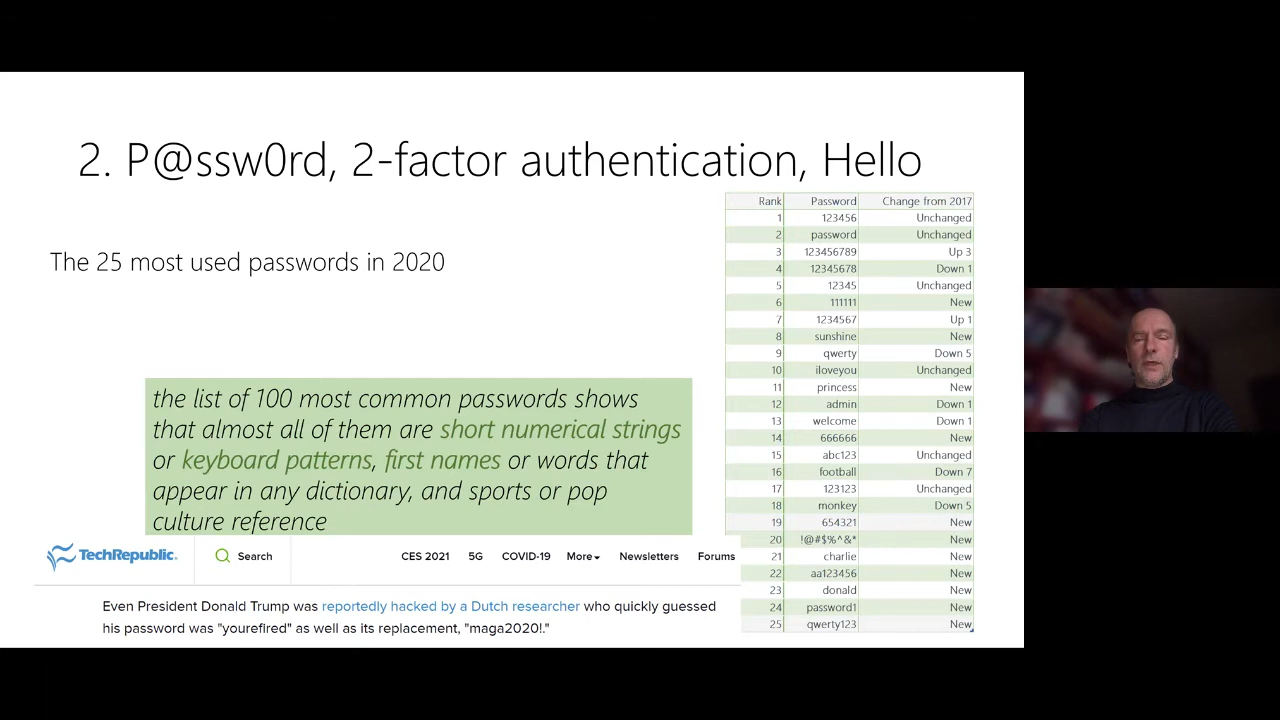 2. P@ssw0rd, 2-factor authentication, Hello
The 25 most used passwords in 2020
the list of 100 most common passwords shows
that almost all of them are short numerical strings
or keyboard patterns, first names or words that
appear in any dictionary, and sports or pop
culture reference
Rank Password Change from 2017
1 123456 Unchanged
2 password Unchanged
3 123456789 Up 3
4 12345678 Down 1
5 12345 Unchanged
6 111111 New
7 1234567 Up 1
8 sunshine New
9 qwerty Down 5
10 iloveyou Unchanged
11 princess New
12 admin Down 1
13 welcome Down 1
14 666666 New
15 abc123 Unchanged
16 football Down 7
17 123123 Unchanged
18 monkey Down 5
19 654321 New
20 !@#$%^&* New
21 charlie New
22 aa123456 New
23 donald New
24 password1 New
25 qwerty123 New
TechRepublic. Search CES 2021 5G COVID-19 More Newsletters Forums
Even President Donald Trump was reportedly hacked by a Dutch researcher who quickly guessed
his password was "yourefired" as well as its replacement, "maga2020!."